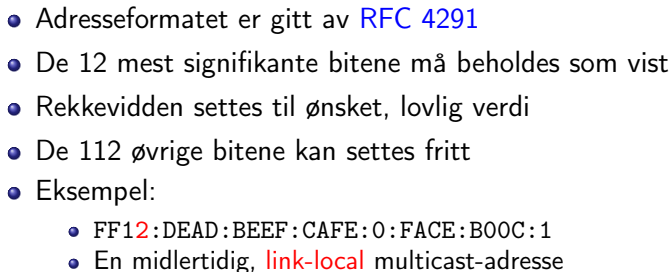 Adresseformatet er gitt av RFC 4291
De 12 mest signifikante bitene må beholdes som vist
Rekkevidden settes til ønsket, lovlig verdi
De 112 øvrige bitene kan settes fritt
Eksempel:
FF12:DEAD:BEEF:CAFE:0:FACE:B00C:1
En midlertidig, link-local multicast-adresse